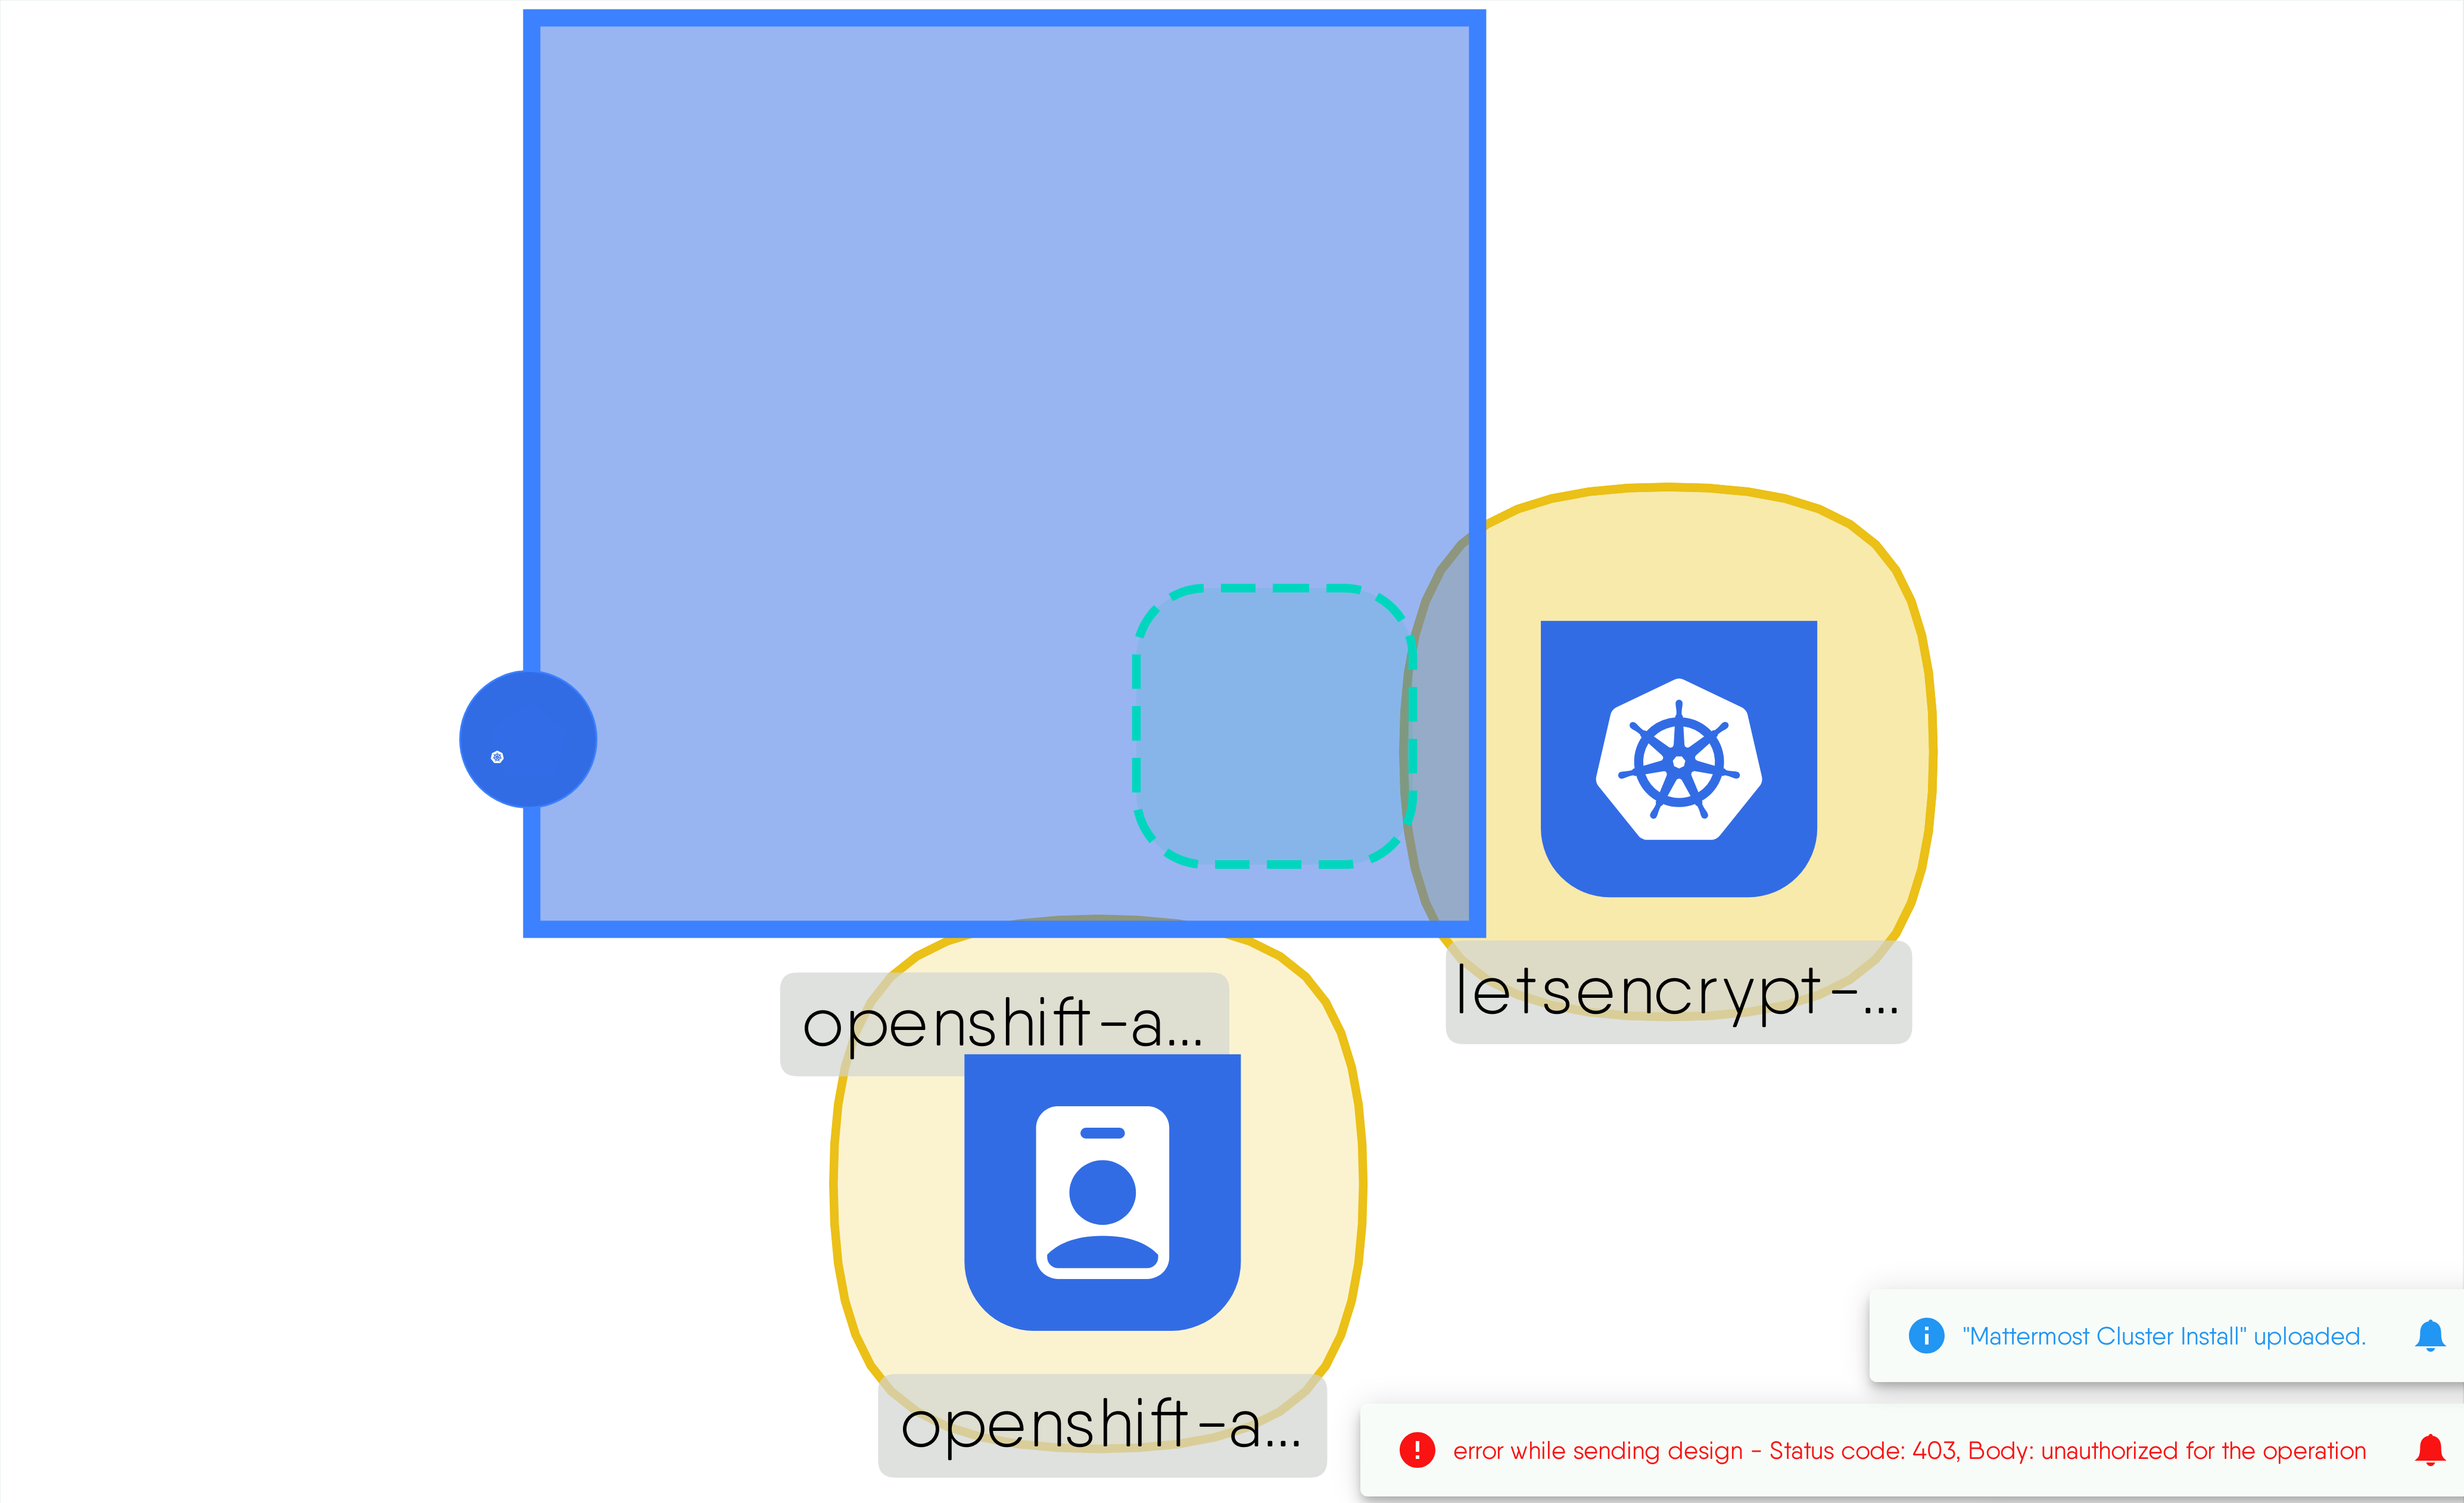 letsencrypt-...
openshift-a...
openshift-a...
"Mattermost Cluster Install" uploaded.
error while sending design - Status code: 403, Body: unauthorized for the operation